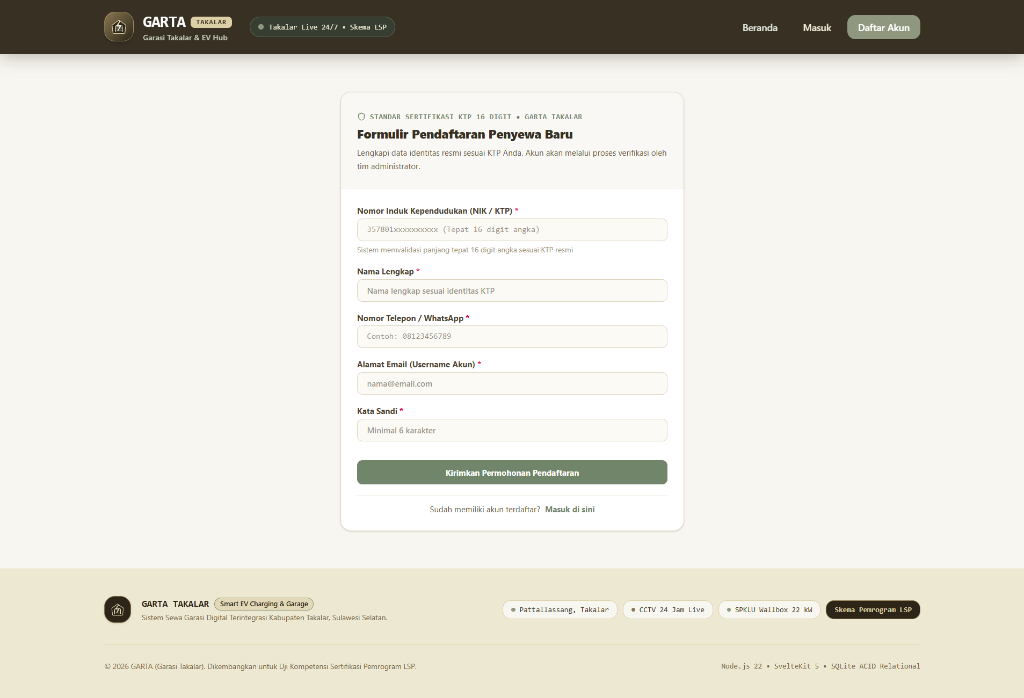 GARTA TAKALAR
Garasi Takalar & EV Hub
Takalar Live 24/7 • Skema LSP
Beranda
Masuk
Daftar Akun
STANDAR SERTIFIKASI KTP 16 DIGIT • GARTA TAKALAR
Formulir Pendaftaran Penyewa Baru
Lengkapi data identitas resmi sesuai KTP Anda. Akun akan melalui proses verifikasi oleh
tim administrator.
Nomor Induk Kependudukan (NIK / KTP) *
357801xxxxxxxxxx (Tepat 16 digit angka)
Sistem memvalidasi panjang tepat 16 digit angka sesuai KTP resmi
Nama Lengkap *
Nama lengkap sesuai identitas KTP
Nomor Telepon / WhatsApp *
Contoh: 08123456789
Alamat Email (Username Akun) *
nama@email.com
Kata Sandi *
Minimal 6 karakter
Kirimkan Permohonan Pendaftaran
Sudah memiliki akun terdaftar? Masuk di sini
GARTA TAKALAR Smart EV Charging & Garage
Sistem Sewa Garasi Digital Terintegrasi Kabupaten Takalar, Sulawesi Selatan.
Pattallassang, Takalar
CCTV 24 Jam Live
SPKLU Wallbox 22 kW
Skema Pemrogram LSP
© 2026 GARTA (Garasi Takalar). Dikembangkan untuk Uji Kompetensi Sertifikasi Pemrogram LSP.
Node.js 22 • SvelteKit 5 • SQLite ACID Relational